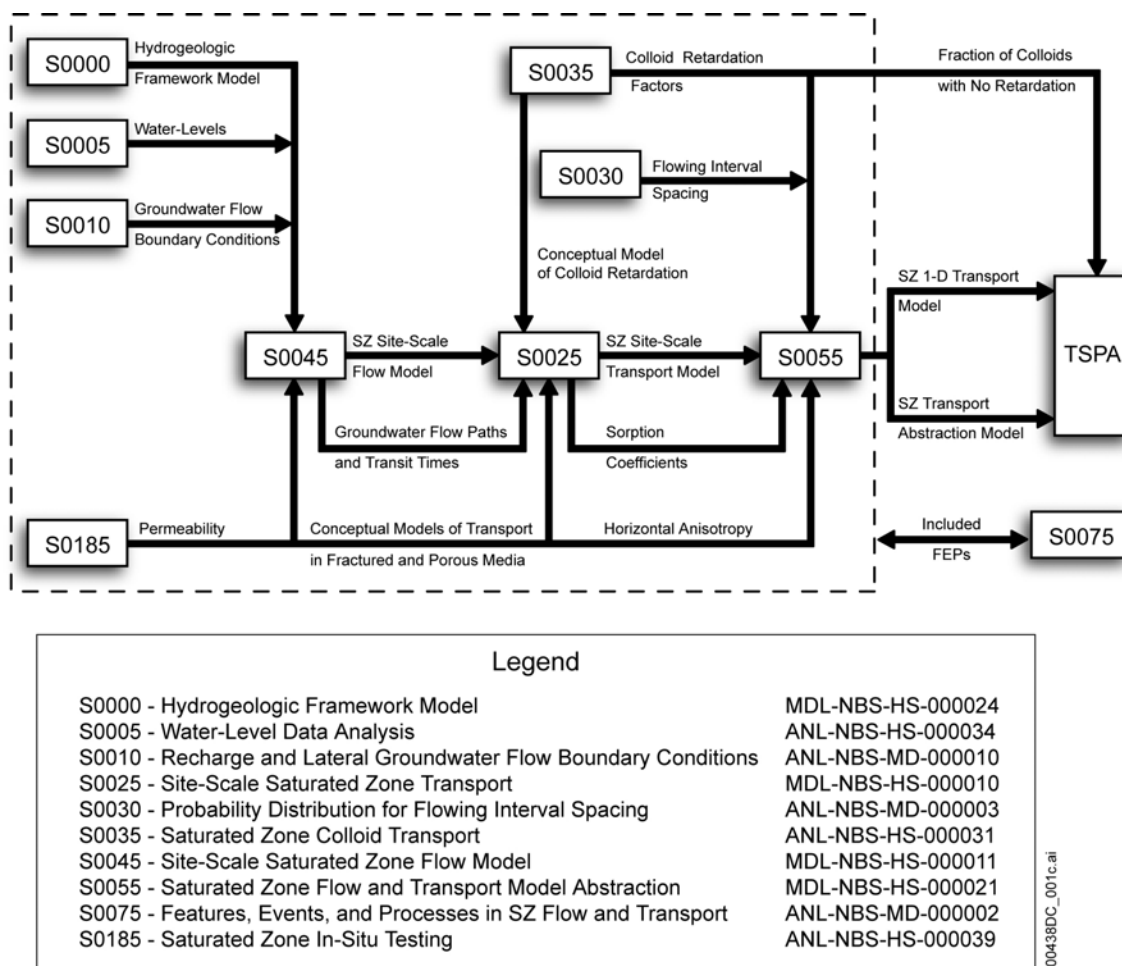 S0000
Hydrogeologic
Framework Model
S0005
Water-Levels
S0010
Groundwater Flow
Boundary Conditions
S0035
Colloid Retardation
Factors
Fraction of Colloids
with No Retardation
S0030
Flowing Interval
Spacing
Conceptual Model
of Colloid Retardation
S0045
SZ Site-Scale
Flow Model
S0025
SZ Site-Scale
Transport Model
S0055
SZ 1-D Transport
Model
TSPA
SZ Transport
Abstraction Model
Groundwater Flow Paths
and Transit Times
Sorption
Coefficients
S0185
Permeability
Conceptual Models of Transport
in Fractured and Porous Media
Horizontal Anisotropy
Included
FEPs
S0075
Legend
S0000 - Hydrogeologic Framework Model MDL-NBS-HS-000024
S0005 - Water-Level Data Analysis ANL-NBS-HS-000034
S0010 - Recharge and Lateral Groundwater Flow Boundary Conditions ANL-NBS-MD-000010
S0025 - Site-Scale Saturated Zone Transport MDL-NBS-HS-000010
S0030 - Probability Distribution for Flowing Interval Spacing ANL-NBS-MD-000003
S0035 - Saturated Zone Colloid Transport ANL-NBS-HS-000031
S0045 - Site-Scale Saturated Zone Flow Model MDL-NBS-HS-000011
S0055 - Saturated Zone Flow and Transport Model Abstraction MDL-NBS-HS-000021
S0075 - Features, Events, and Processes in SZ Flow and Transport ANL-NBS-MD-000002
S0185 - Saturated Zone In-Situ Testing ANL-NBS-HS-000039
00438DC_001c.ai